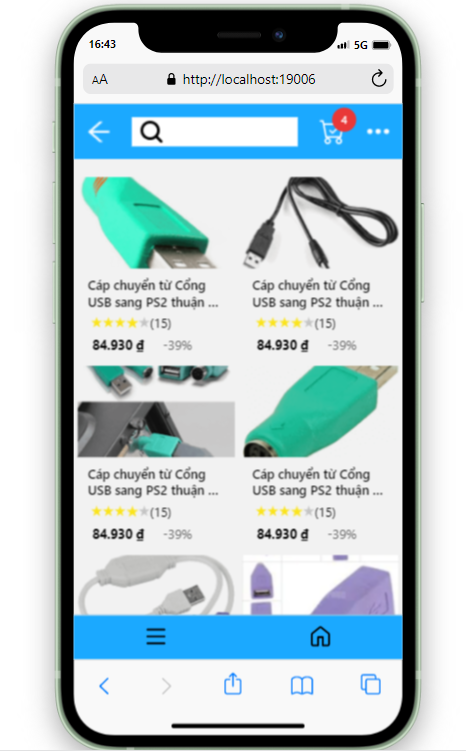 16:43
5G
AA
http://localhost:19006
4
Cáp chuyển từ Cổng
USB sang PS2 thuận ...
(15)
84.930 ₫
-39%
Cáp chuyển từ Cổng
USB sang PS2 thuận ...
(15)
84.930 ₫
-39%
Cáp chuyển từ Cổng
USB sang PS2 thuận ...
(15)
84.930 ₫
-39%
Cáp chuyển từ Cổng
USB sang PS2 thuận ...
(15)
84.930 ₫
-39%